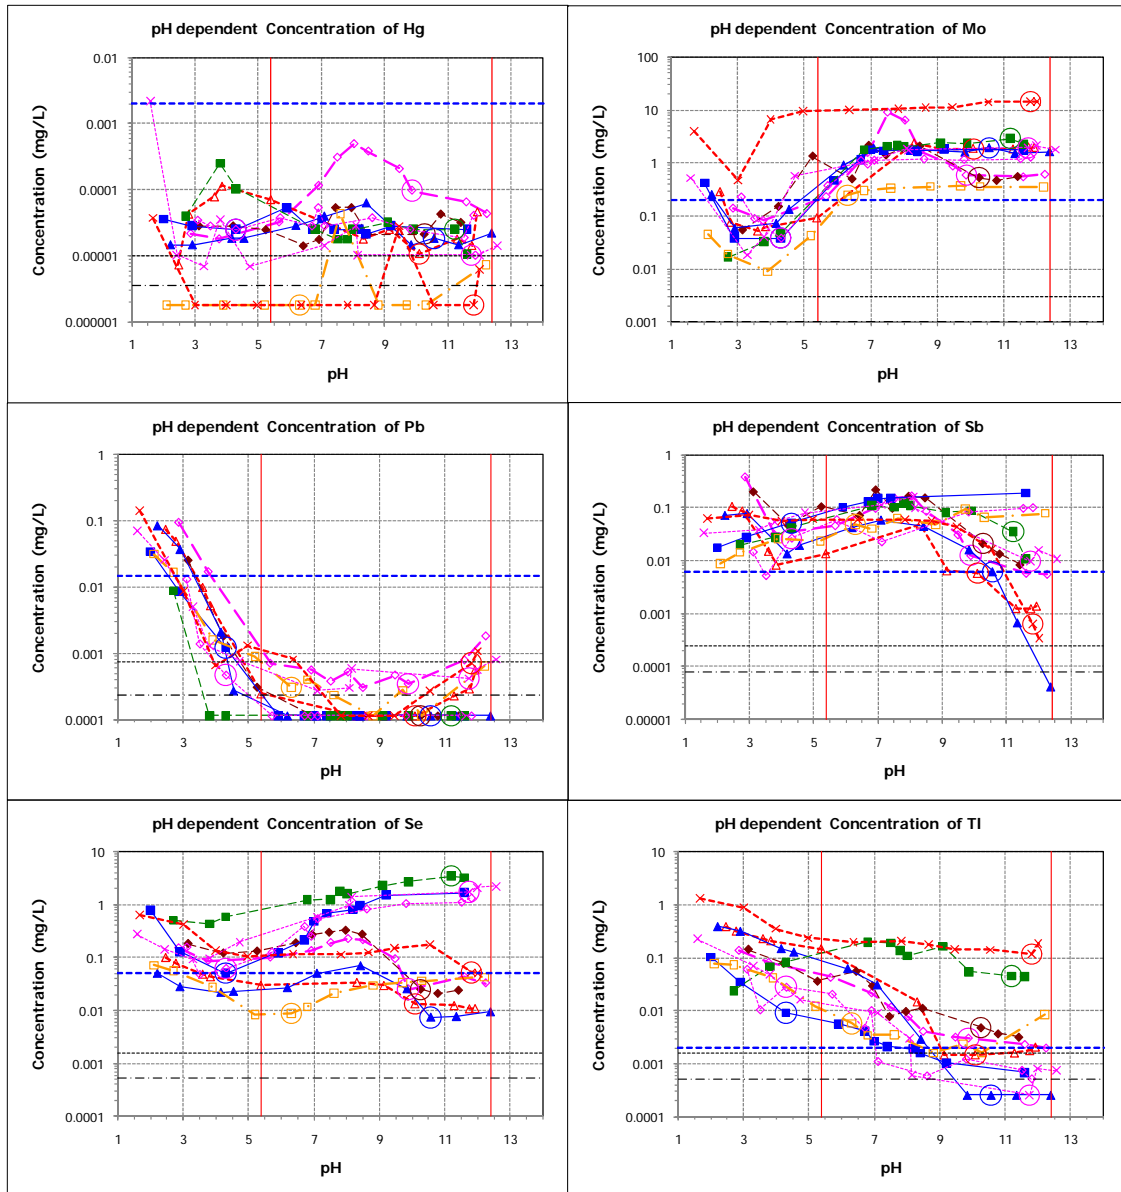 pH dependent Concentration of Hg
Concentration (mg/L)
0.01
0.001
0.0001
0.00001
0.000001
1 3 5 7 9 11 13
pH
pH dependent Concentration of Mo
Concentration (mg/L)
100
10
1
0.1
0.01
0.001
1 3 5 7 9 11 13
pH
pH dependent Concentration of Pb
Concentration (mg/L)
1
0.1
0.01
0.001
0.0001
1 3 5 7 9 11 13
pH
pH dependent Concentration of Sb
Concentration (mg/L)
1
0.1
0.01
0.001
0.0001
0.00001
1 3 5 7 9 11 13
pH
pH dependent Concentration of Se
Concentration (mg/L)
10
1
0.1
0.01
0.001
0.0001
1 3 5 7 9 11 13
pH
pH dependent Concentration of Tl
Concentration (mg/L)
10
1
0.1
0.01
0.001
0.0001
1 3 5 7 9 11 13
pH